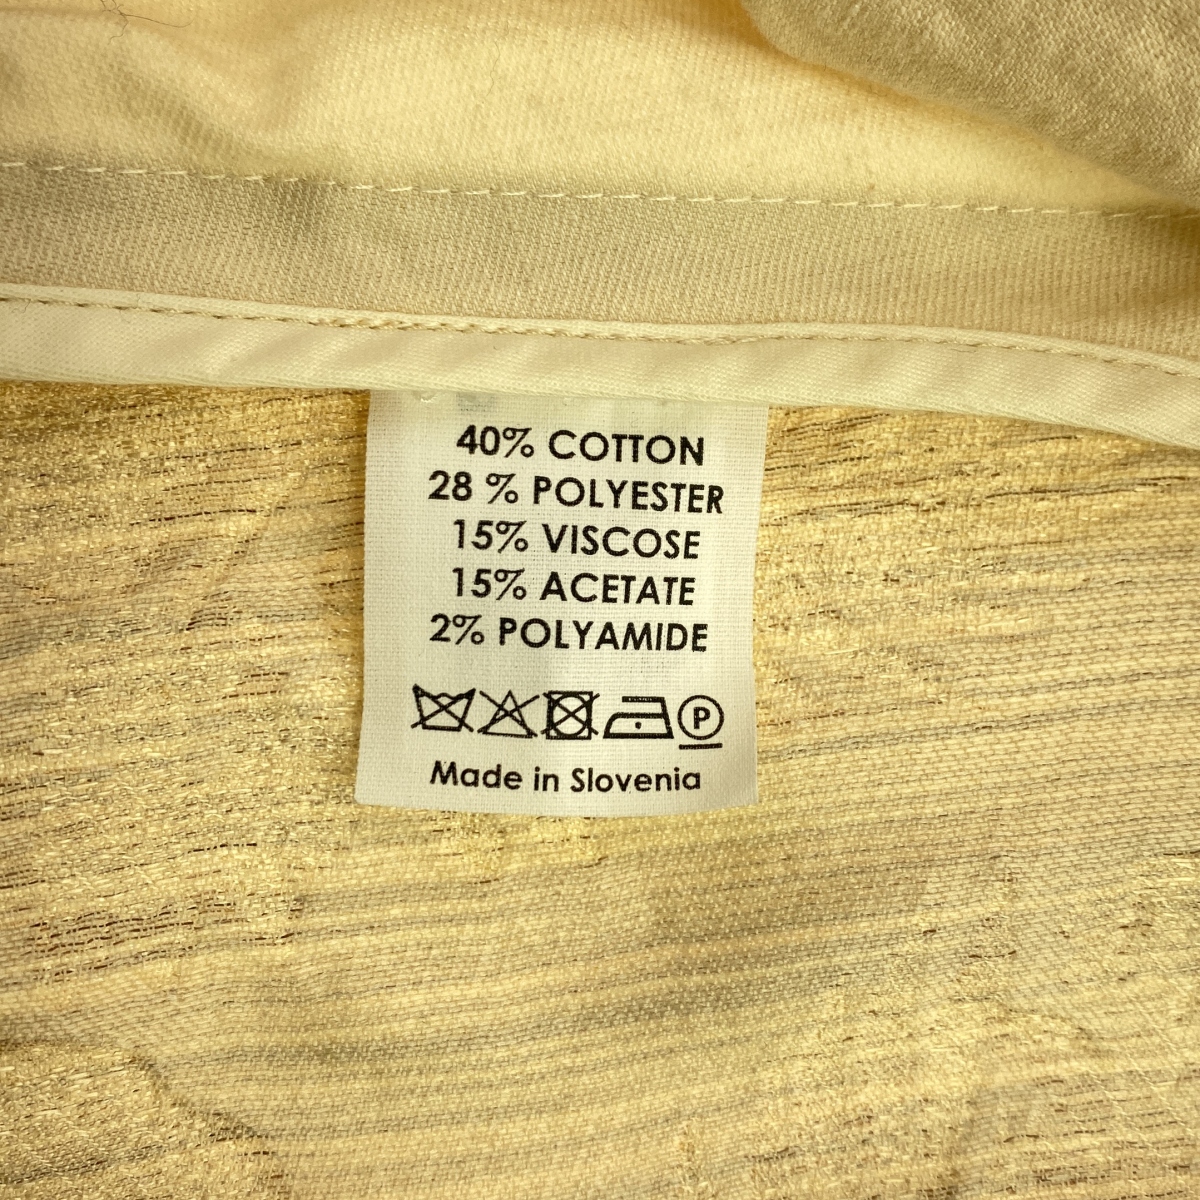 40% COTTON
28 % POLYESTER
15% VISCOSE
15% ACETATE
2% POLYAMIDE
P
Made in Slovenia